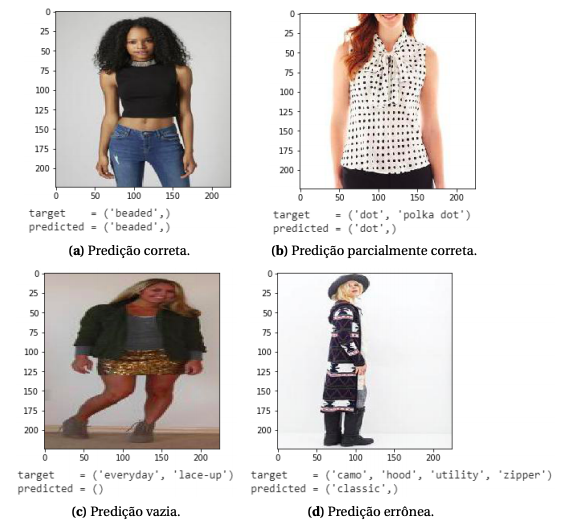 0
25
50
75
100
125
150
175
200
0 50 100 150 200
target = ('beaded',)
predicted = ('beaded',)
(a) Predição correta.
0
25
50
75
100
125
150
175
200
0 50 100 150 200
target = ('dot', 'polka dot')
predicted = ('dot',)
(b) Predição parcialmente correta.
0
25
50
75
100
125
150
175
200
0 50 100 150 200
target = ('everyday', 'lace-up')
predicted = ()
(c) Predição vazia.
0
25
50
75
100
125
150
175
200
0 50 100 150 200
target = ('camo', 'hood', 'utility', 'zipper')
predicted = ('classic',)
(d) Predição errônea.